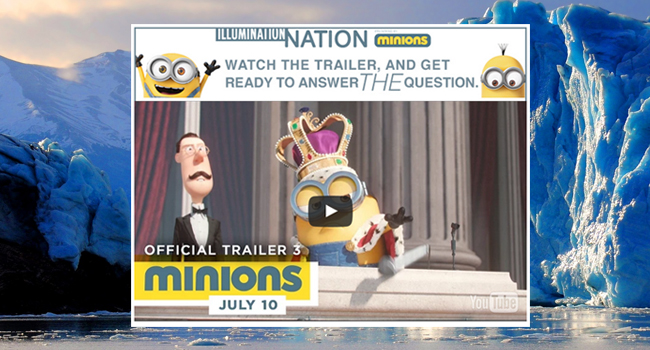 ILLUMINATION
NATION
minions
WATCH THE TRAILER, AND GET
READY TO ANSWER THE QUESTION.
OFFICIAL TRAILER 3
minions
JULY 10
YouTube